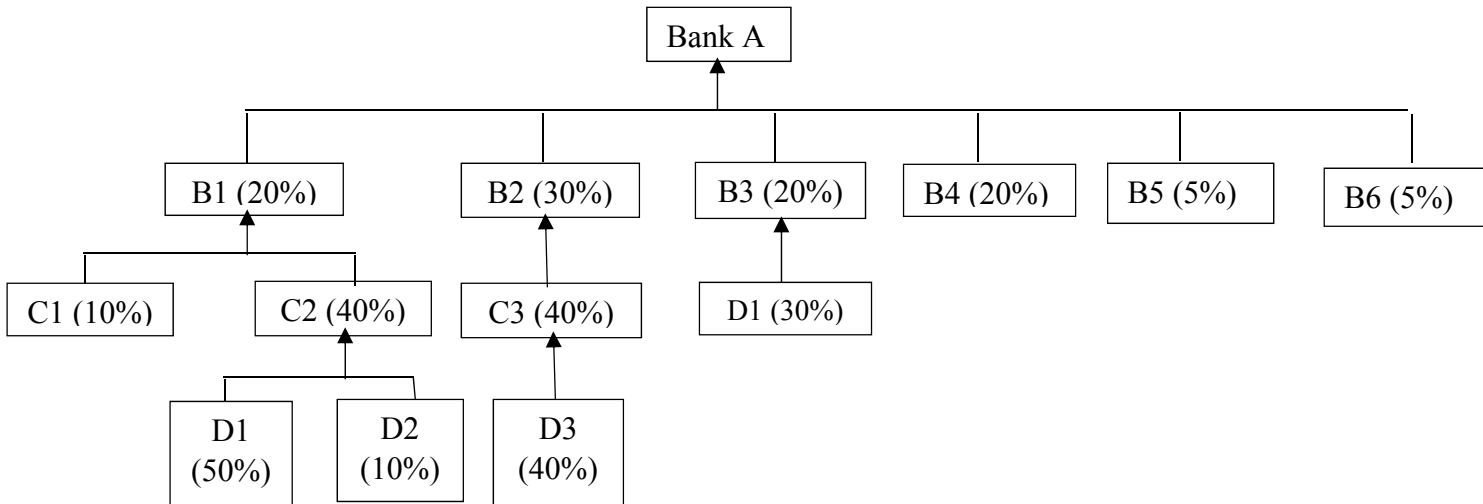 Bank A
B1 (20%)
B2 (30%)
B3 (20%)
B4 (20%)
B5 (5%)
B6 (5%)
C1 (10%)
C2 (40%)
C3 (40%)
D1 (30%)
D1
(50%)
D2
(10%)
D3
(40%)